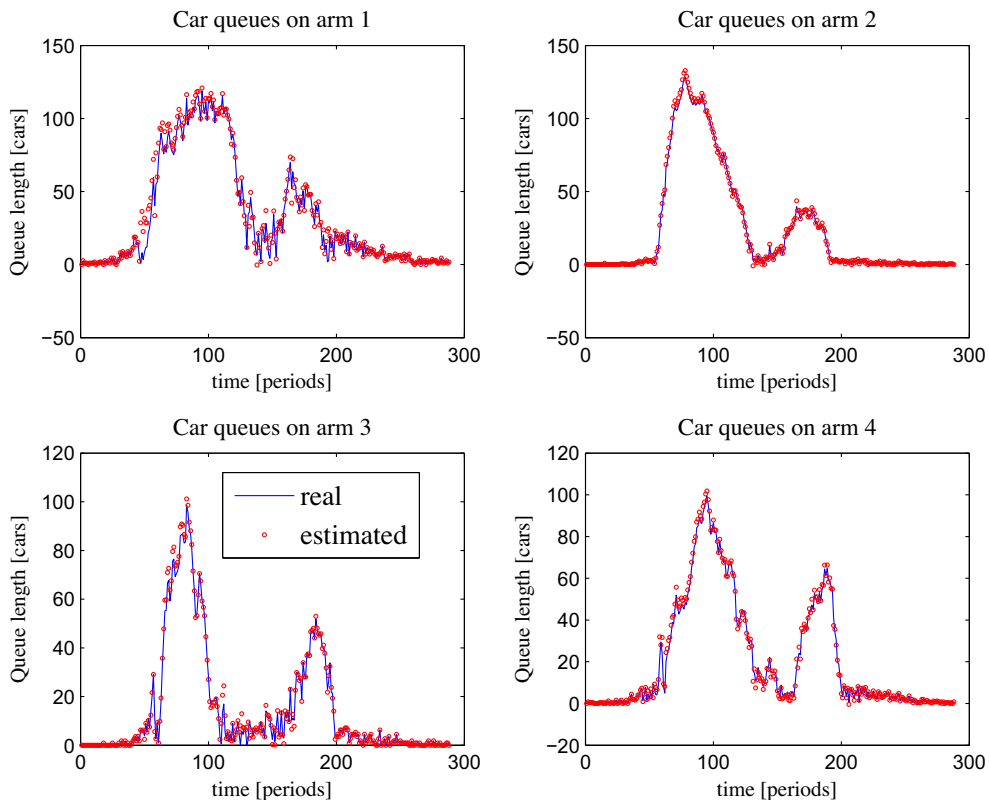 Car queues on arm 1
150
100
50
0
−50
Queue length [cars]
0 100 200 300
time [periods]
Car queues on arm 2
150
100
50
0
−50
Queue length [cars]
0 100 200 300
time [periods]
Car queues on arm 3
120
100
80
60
40
20
0
Queue length [cars]
real
estimated
0 100 200 300
time [periods]
Car queues on arm 4
120
100
80
60
40
20
0
−20
Queue length [cars]
0 100 200 300
time [periods]